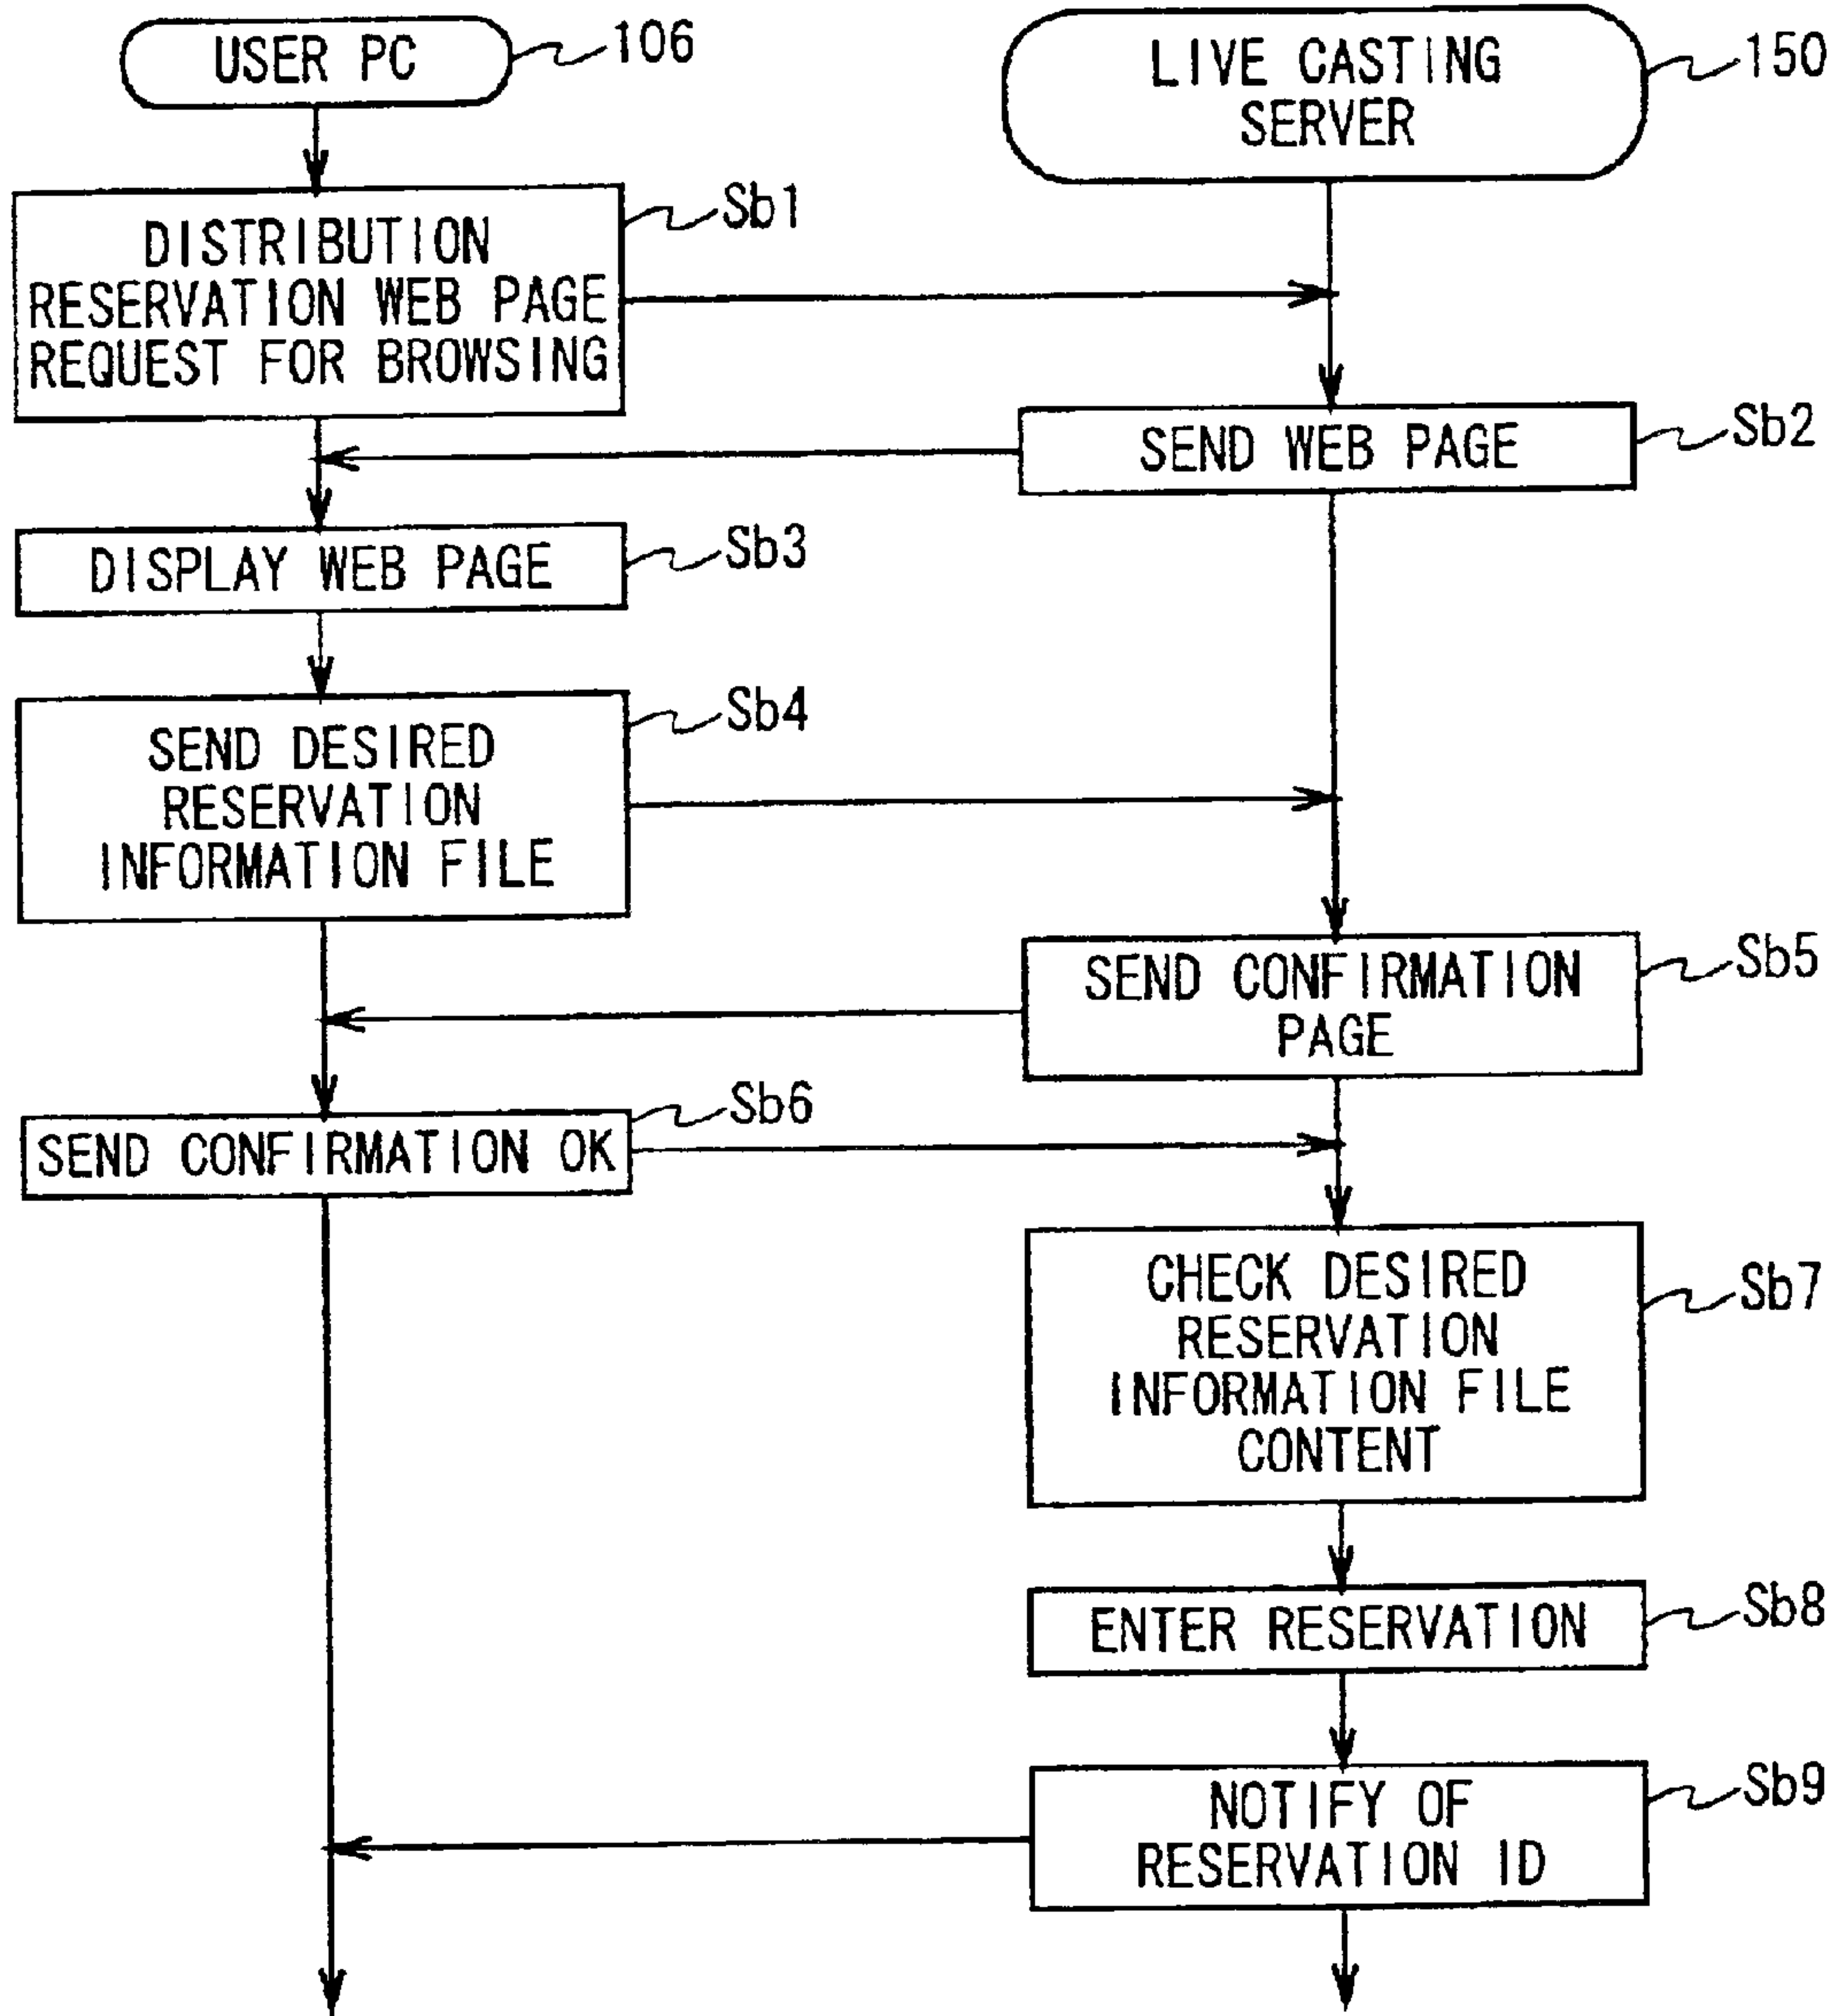 USER PC
106
LIVE CASTING
SERVER
150
DISTRIBUTION
RESERVATION WEB PAGE
REQUEST FOR BROWSING
Sb1
SEND WEB PAGE
Sb2
DISPLAY WEB PAGE
Sb3
SEND DESIRED
RESERVATION
INFORMATION FILE
Sb4
SEND CONFIRMATION
PAGE
Sb5
SEND CONFIRMATION OK
Sb6
CHECK DESIRED
RESERVATION
INFORMATION FILE
CONTENT
Sb7
ENTER RESERVATION
Sb8
NOTIFY OF
RESERVATION ID
Sb9